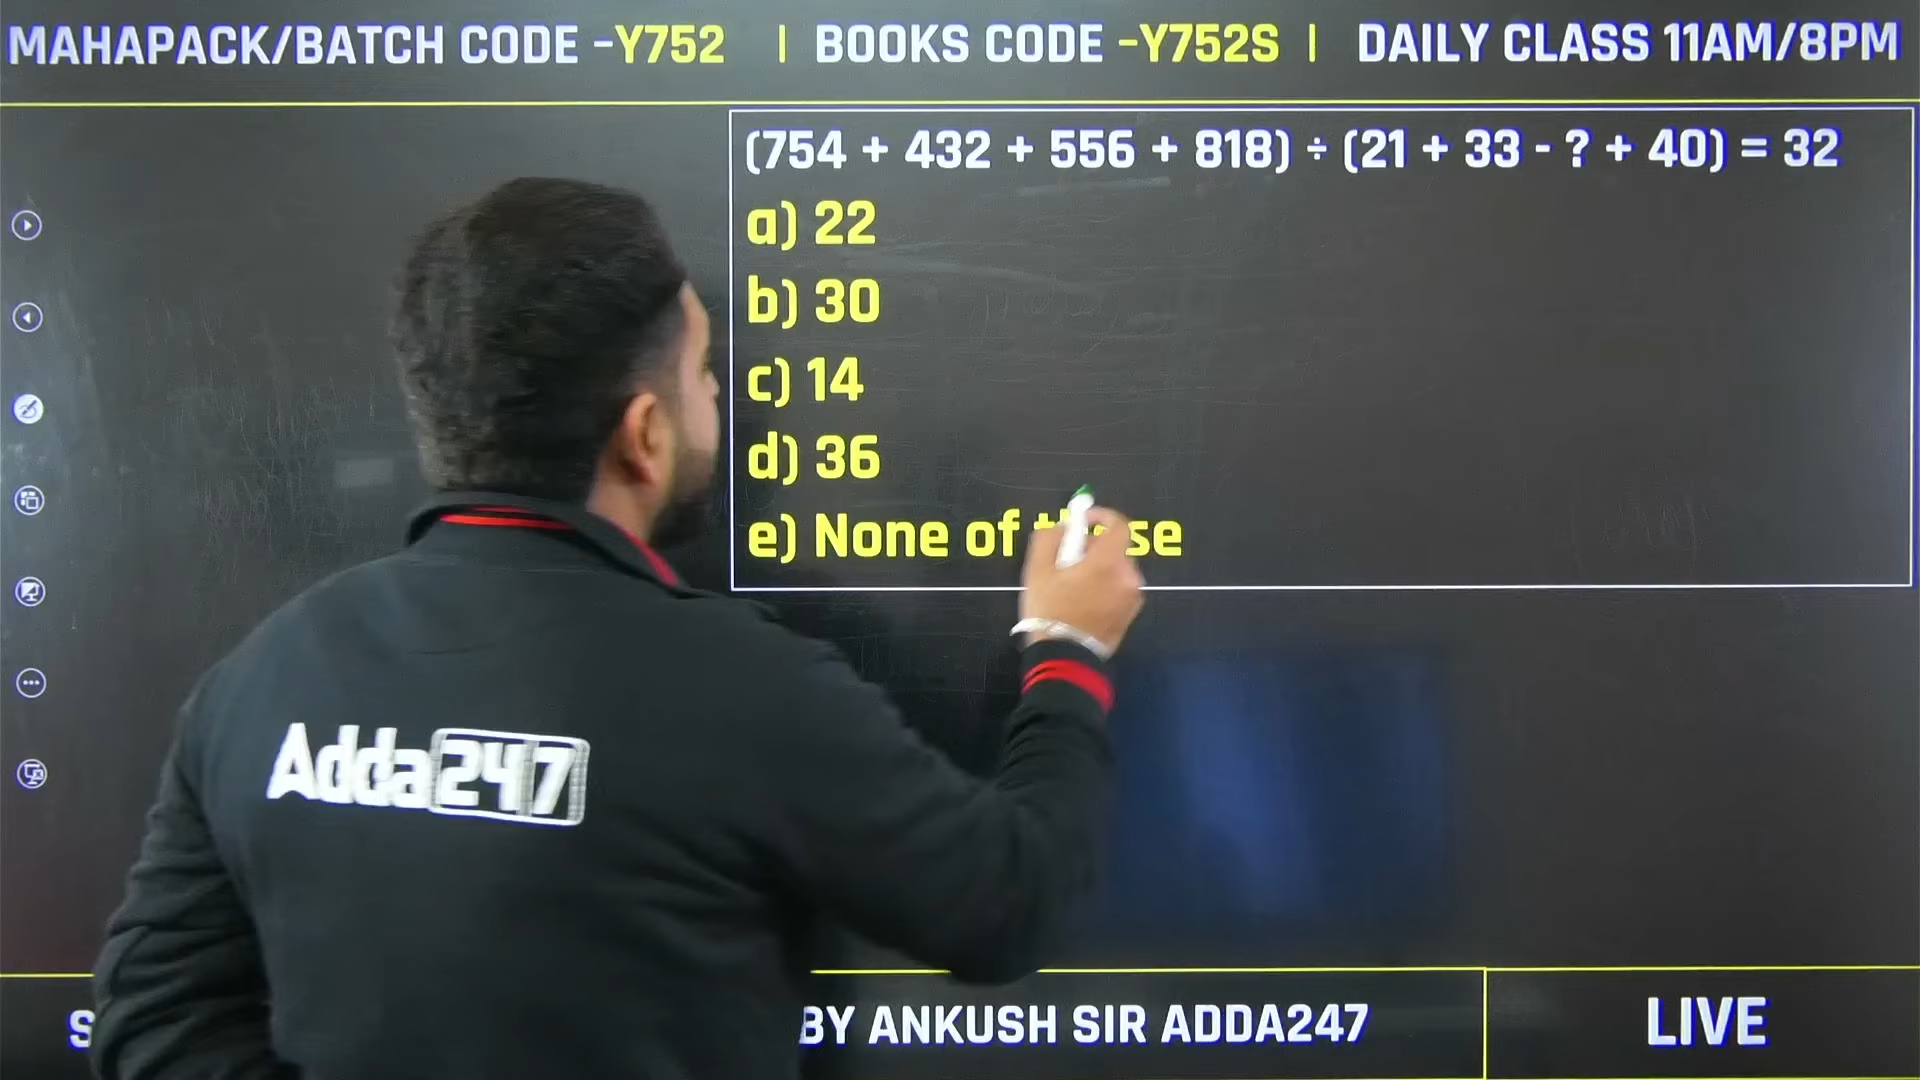 MAHAPACK/BATCH CODE -Y752 | BOOKS CODE -Y752S | DAILY CLASS 11AM/8PM
(754 + 432 + 556 + 818) ÷ (21 + 33 - ? + 40) = 32
a) 22
b) 30
c) 14
d) 36
e) None of these
Adda247
BY ANKUSH SIR ADDA247
LIVE